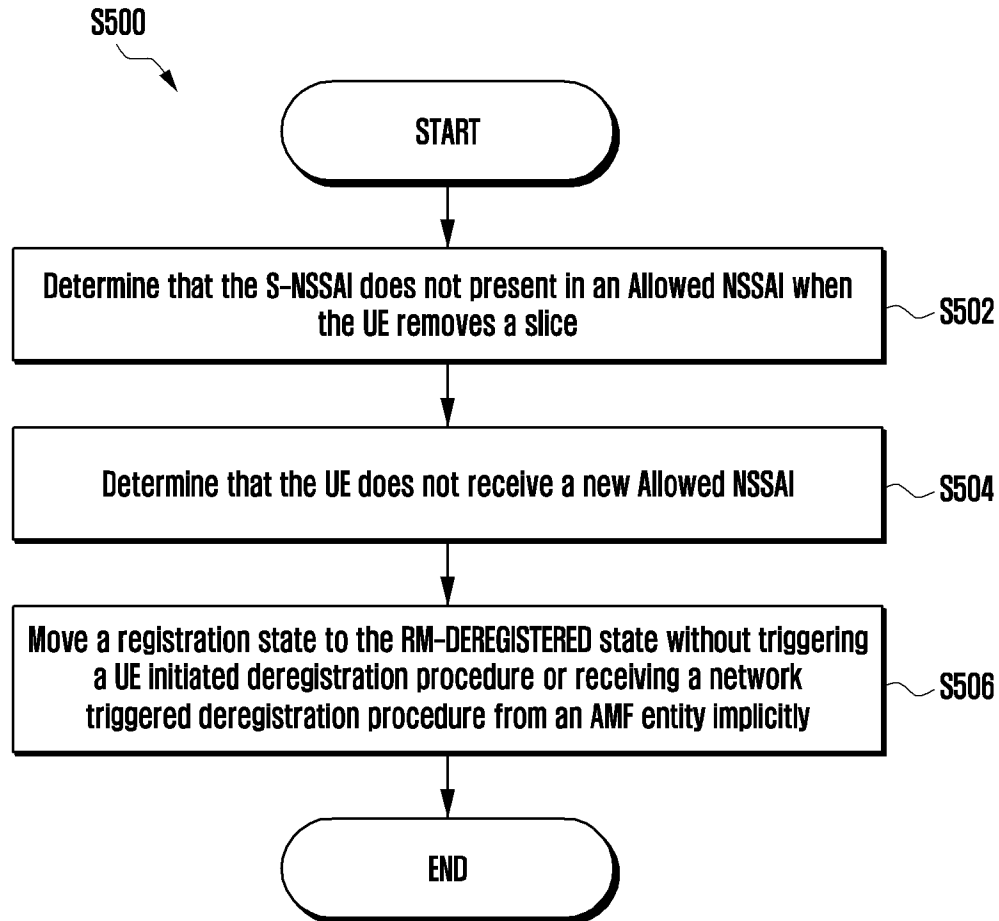 S500
START
Determine that the S-NSSAI does not present in an Allowed NSSAI when
the UE removes a slice
S502
Determine that the UE does not receive a new Allowed NSSAI
S504
Move a registration state to the RM-DEREGISTERED state without triggering
a UE initiated deregistration procedure or receiving a network
triggered deregistration procedure from an AMF entity implicitly
S506
END